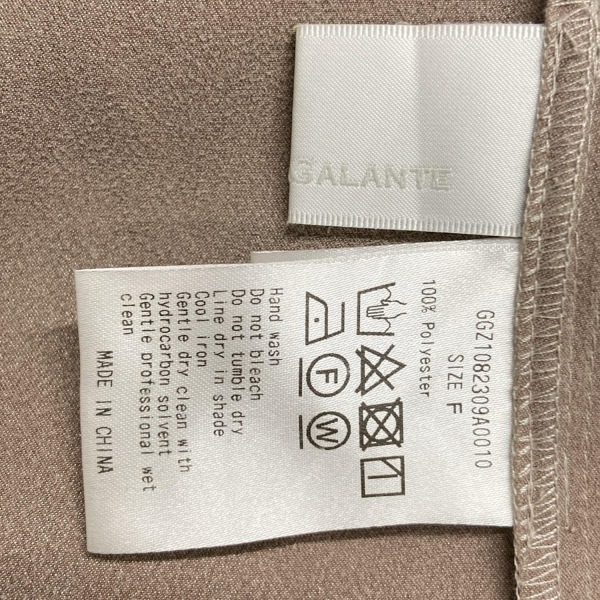 GALANTE
GGZ1082309A0010
SIZE F
100% Polyester
F
W
Hand wash
Do not bleach
Do not tumble dry
Line dry in shade
Cool iron
Gentle dry clean with
hydrocarbon solvent
Gentle professional wet
clean
MADE IN CHINA